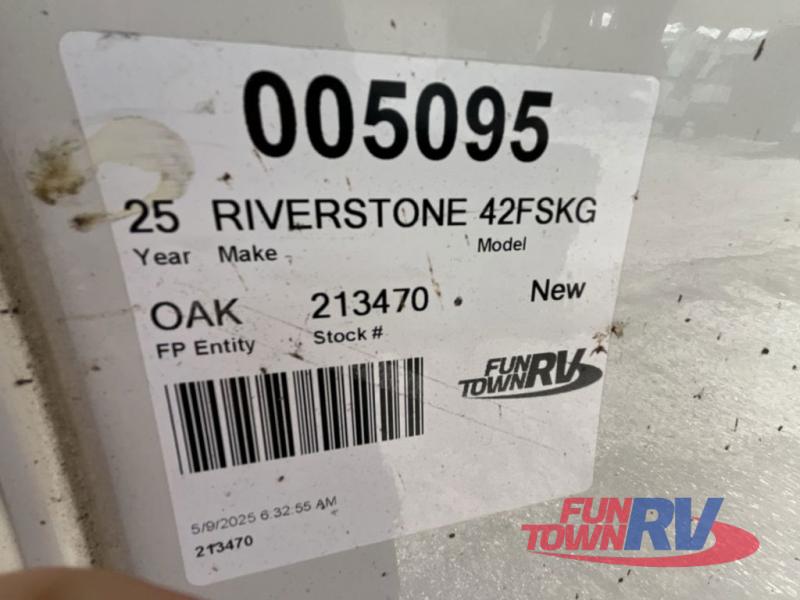 005095
25 RIVERSTONE 42FSKG
Year Make Model
OAK 213470 New
FP Entity Stock #
FUN TOWN RV
5/9/2025 6:32:55 AM
213470
FUN TOWN RV